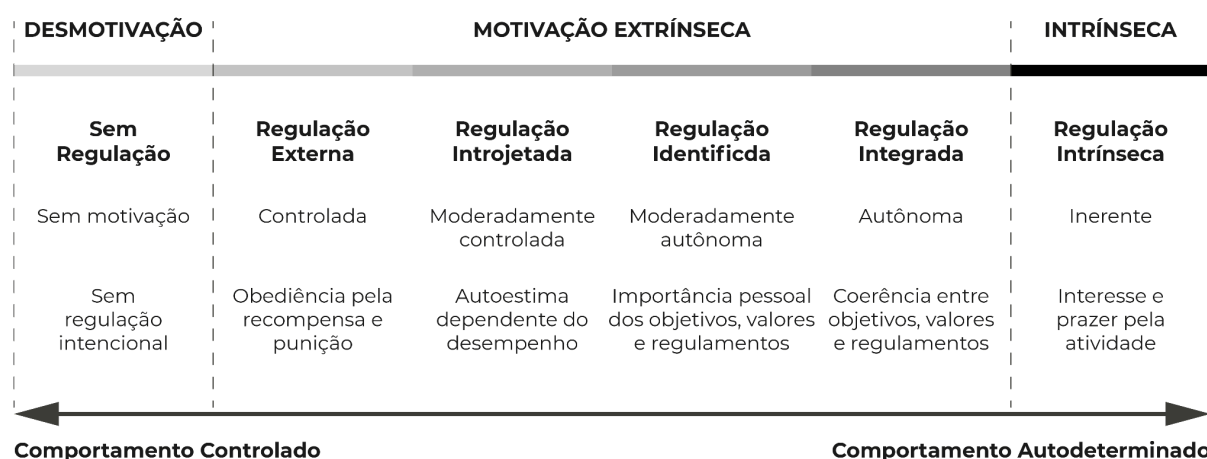 DESMOTIVAÇÃO
MOTIVAÇÃO EXTRÍNSECA
INTRÍNSECA
Sem
Regulação
Regulação
Externa
Regulação
Introjetada
Regulação
Identificda
Regulação
Integrada
Regulação
Intrínseca
Sem motivação
Controlada
Moderadamente
controlada
Moderadamente
autônoma
Autônoma
Inerente
Sem
regulação
intencional
Obediência pela
recompensa e
punição
Autoestima
dependente do
desempenho
Importância pessoal
dos objetivos, valores
e regulamentos
Coerência entre
objetivos, valores
e regulamentos
Interesse e
prazer pela
atividade
Comportamento Controlado
Comportamento Autodeterminado